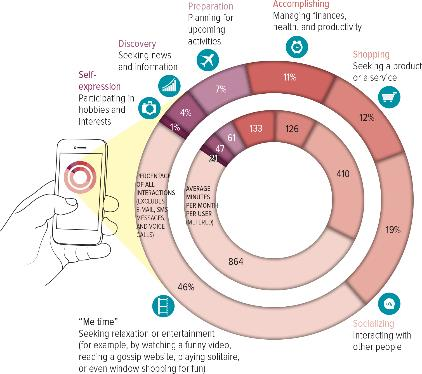 Preparation
Planning for
upcoming
activities
Accomplishing
Managing finances,
health, and productivity
Discovery
Seeking news
and information
Shopping
Seeking a product
or a service
Self-
expression
Participating in
hobbies and
interests
7%
11%
4%
1%
12%
61
133
126
47
21
410
PERCENTAGE
OF ALL
INTERACTIONS
(EXCLUDES
E-MAIL, SMS
MESSAGES,
AND VOICE
CALLS)
AVERAGE
MINUTES
PER MONTH
PER USER
(METERED)
19%
864
46%
"Me time"
Seeking relaxation or entertainment
(for example, by watching a funny video,
reading a gossip website, playing solitaire,
or even window shopping for fun)
Socializing
Interacting with
other people